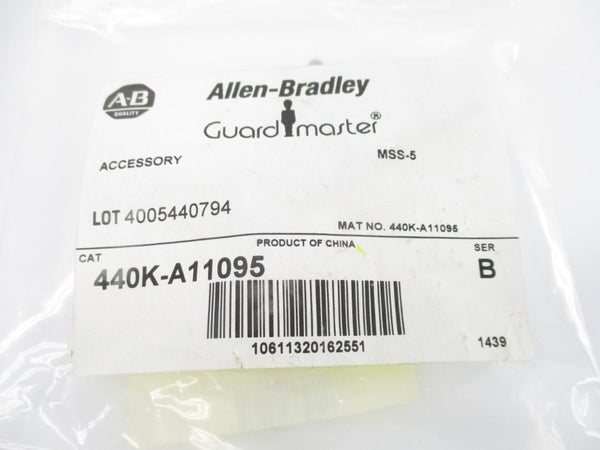 A-B
QUALITY
Allen-Bradley
Guardmaster®
ACCESSORY MSS-5
LOT 4005440794
MAT NO. 440K-A11095
PRODUCT OF CHINA
CAT SER
440K-A11095 B
10611320162551
1439